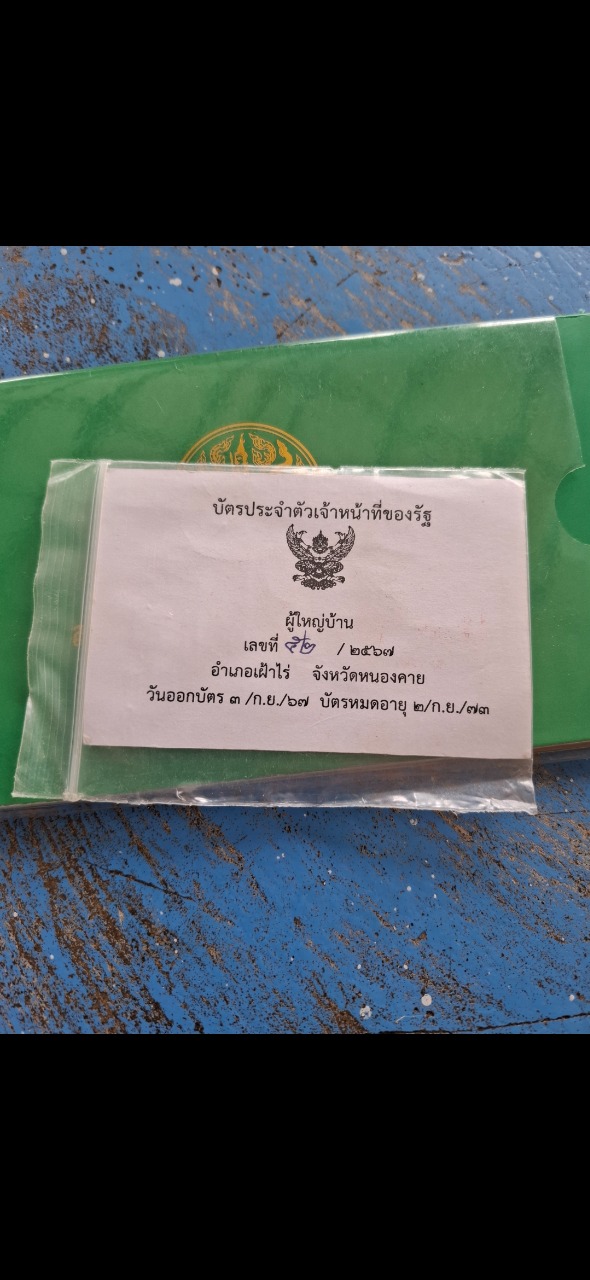 บัตรประจำตัวเจ้าหน้าที่ของรัฐ
ผู้ใหญ่บ้าน
เลขที่ ๕๒ / ๒๕๖๗
อำเภอเฝ้าไร่ จังหวัดหนองคาย
วันออกบัตร ๓ /ก.ย./๖๗ บัตรหมดอายุ ๒/ก.ย./๗๓